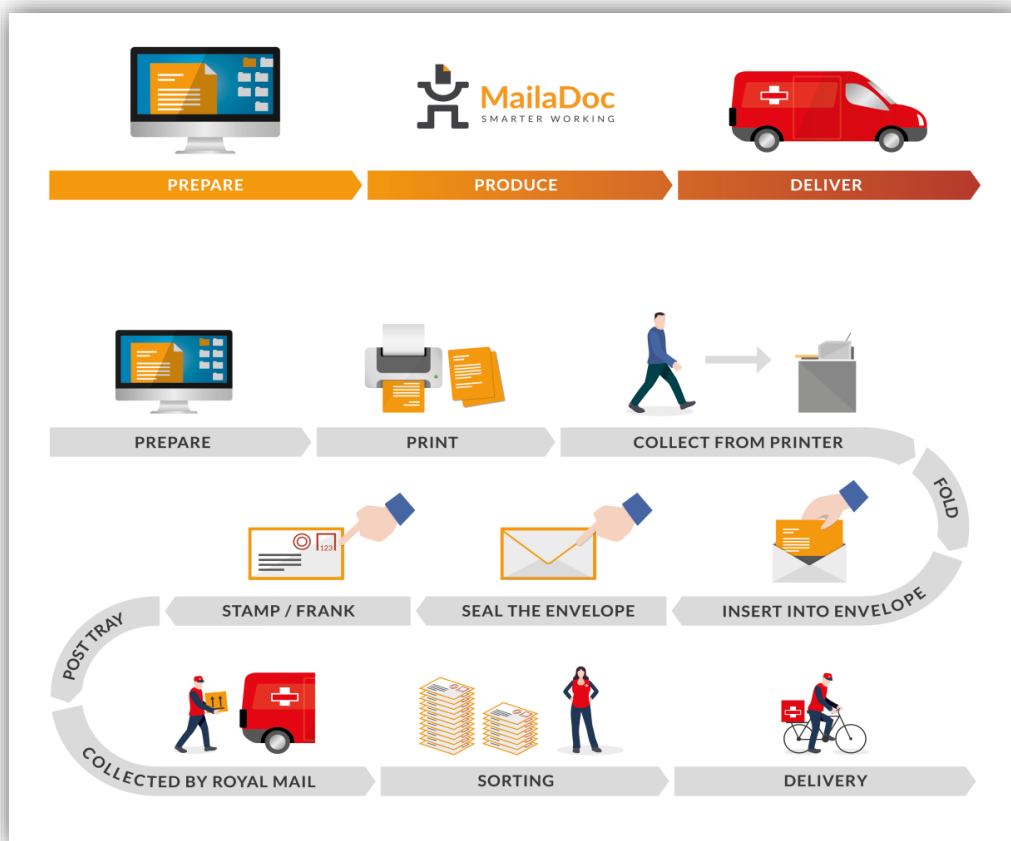 MailaDoc
SMARTER WORKING
PREPARE
PRODUCE
DELIVER
PREPARE
PRINT
COLLECT FROM PRINTER
FOLD
123
INSERT INTO ENVELOPE
SEAL THE ENVELOPE
STAMP / FRANK
POST TRAY
COLLECTED BY ROYAL MAIL
SORTING
DELIVERY